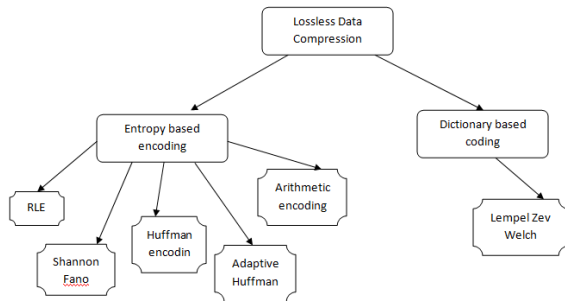 Lossless Data
Compression
Entropy based
encoding
Dictionary based
coding
RLE
Shannon
Fano
Huffman
encodin
Adaptive
Huffman
Arithmetic
encoding
Lempel Zev
Welch